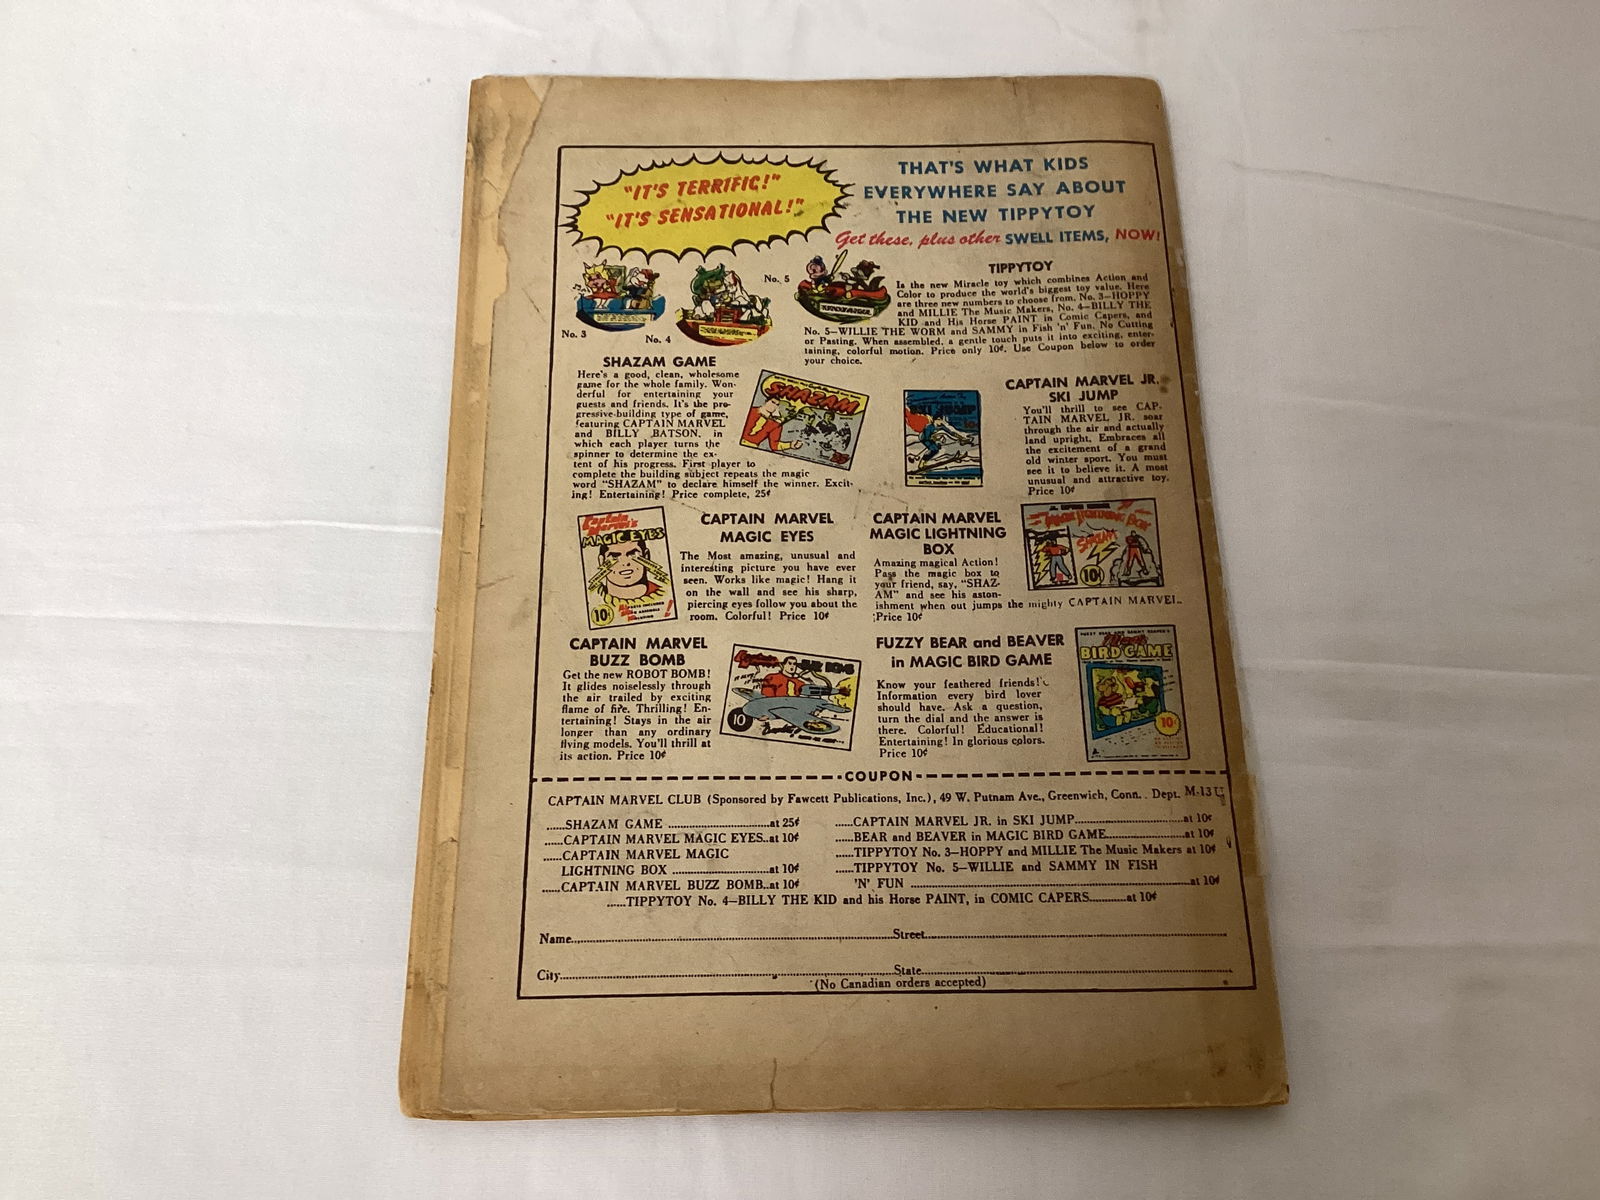 "IT'S TERRIFIC!"
"IT'S SENSATIONAL!"
THAT'S WHAT KIDS
EVERYWHERE SAY ABOUT
THE NEW TIPPYTOY
Get these, plus other SWELL ITEMS, NOW!
No. 3
No. 4
No. 5
TIPPYTOY
Is the new Miracle toy which combines Action and
Color to produce the world's biggest toy value. Here
are three new numbers to choose from. No. 3—HOPPY
and MILLIE The Music Makers, No. 4—BILLY THE
KID and His Horse PAINT in Comic Capers, and
No. 5—WILLIE THE WORM and SAMMY in Fish 'n' Fun. No Cutting
or Pasting. When assembled, a gentle touch puts it into exciting, enter-
taining, colorful motion. Price only 10¢. Use Coupon below to order
your choice.
SHAZAM GAME
Here's a good, clean, wholesome
game for the whole family. Won-
derful for entertaining your
guests and friends. It's the pro-
gressive-building type of game,
featuring CAPTAIN MARVEL
and BILLY BATSON, in
which each player turns the
spinner to determine the ex-
tent of his progress. First player to
complete the building subject repeats the magic
word "SHAZAM" to declare himself the winner. Excit-
ing! Entertaining! Price complete, 25¢
SHAZAM
25¢
SKI JUMP
10¢
CAPTAIN MARVEL JR.
SKI JUMP
You'll thrill to see CAP-
TAIN MARVEL JR. soar
through the air and actually
land upright. Embraces all
the excitement of a grand
old winter sport. You must
see it to believe it. A most
unusual and attractive toy.
Price 10¢
Captain
Marvel's
MAGIC EYES
10¢
CAPTAIN MARVEL
MAGIC EYES
The Most amazing, unusual and
interesting picture you have ever
seen. Works like magic! Hang it
on the wall and see his sharp,
piercing eyes follow you about the
room. Colorful! Price 10¢
CAPTAIN MARVEL
MAGIC LIGHTNING
BOX
Amazing magical Action!
Pass the magic box to
your friend, say, "SHAZ-
AM" and see his aston-
ishment when out jumps the mighty CAPTAIN MARVEL.
Price 10¢
MAGIC LIGHTNING BOX
SHAZAM
10¢
CAPTAIN MARVEL
BUZZ BOMB
Get the new ROBOT BOMB!
It glides noiselessly through
the air trailed by exciting
flame of fire. Thrilling! En-
tertaining! Stays in the air
longer than any ordinary
flying models. You'll thrill at
its action. Price 10¢
BUZZ BOMB
10
FUZZY BEAR and BEAVER
in MAGIC BIRD GAME
Know your feathered friends!
Information every bird lover
should have. Ask a question,
turn the dial and the answer is
there. Colorful! Educational!
Entertaining! In glorious colors.
Price 10¢
Magic
BIRD GAME
10¢
COUPON
CAPTAIN MARVEL CLUB (Sponsored by Fawcett Publications, Inc.), 49 W. Putnam Ave., Greenwich, Conn. . Dept. M-13 U
......SHAZAM GAME ......................at 25¢
......CAPTAIN MARVEL MAGIC EYES..at 10¢
......CAPTAIN MARVEL MAGIC
LIGHTNING BOX .....................at 10¢
......CAPTAIN MARVEL BUZZ BOMB..at 10¢
......CAPTAIN MARVEL JR. in SKI JUMP........................at 10¢
......BEAR and BEAVER in MAGIC BIRD GAME.................at 10¢
......TIPPYTOY No. 3—HOPPY and MILLIE The Music Makers at 10¢
......TIPPYTOY No. 5—WILLIE and SAMMY IN FISH
'N' FUN ..........................................................at 10¢
......TIPPYTOY No. 4—BILLY THE KID and his Horse PAINT, in COMIC CAPERS..........at 10¢
Name................................................Street................................................
City................................................State................................................
(No Canadian orders accepted)